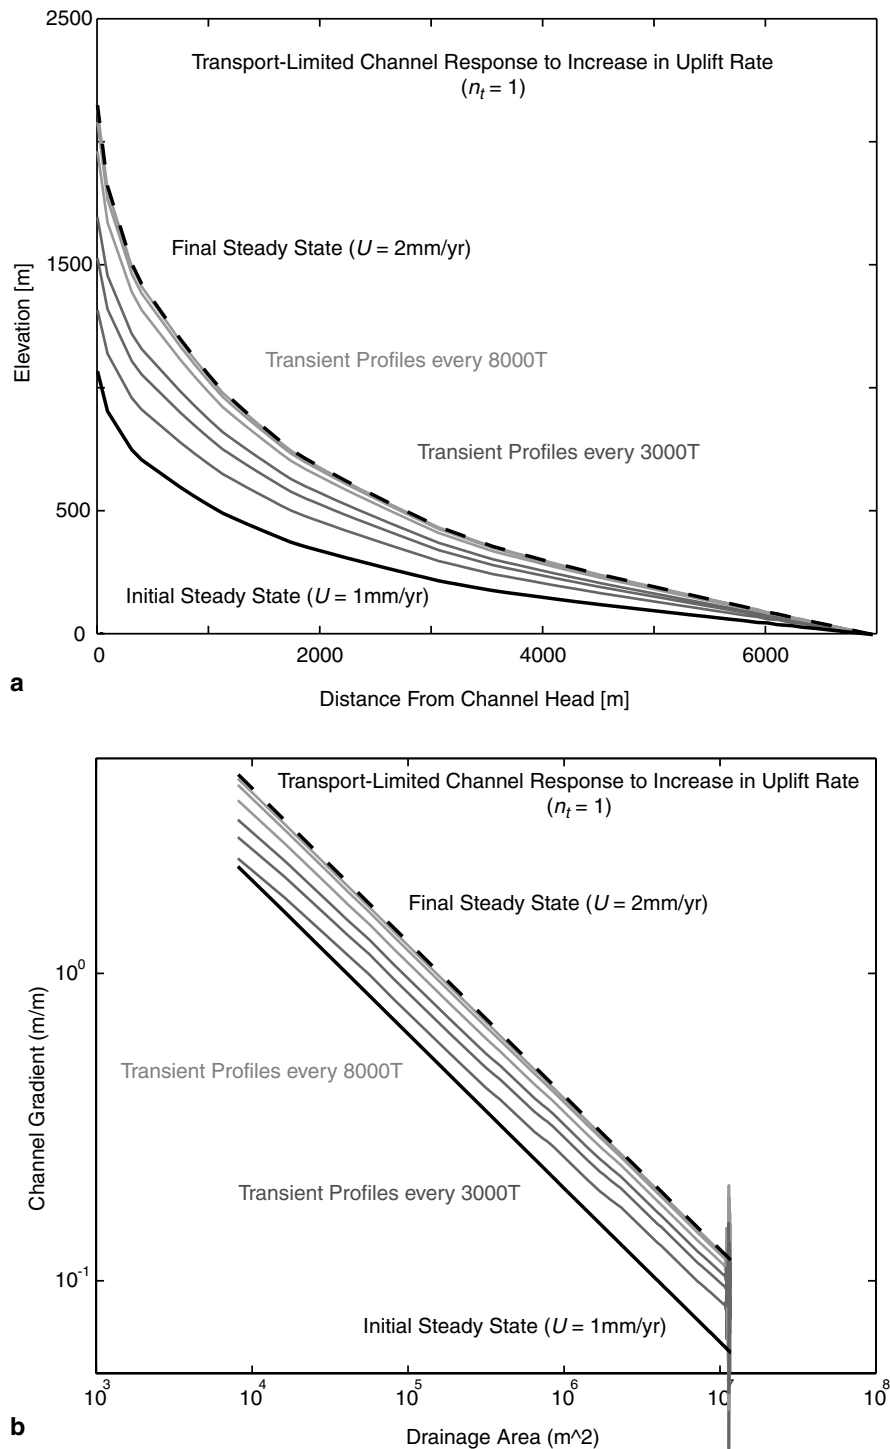 2500
Transport-Limited Channel Response to Increase in Uplift Rate
(nt = 1)
Final Steady State (U = 2mm/yr)
1500
Elevation [m]
Transient Profiles every 8000T
Transient Profiles every 3000T
500
Initial Steady State (U = 1mm/yr)
0
0 2000 4000 6000
a
Distance From Channel Head [m]
Transport-Limited Channel Response to Increase in Uplift Rate
(nt = 1)
Final Steady State (U = 2mm/yr)
10^0
Channel Gradient (m/m)
Transient Profiles every 8000T
Transient Profiles every 3000T
10^-1
Initial Steady State (U = 1mm/yr)
10^3 10^4 10^5 10^6 10^7 10^8
b
Drainage Area (m^2)